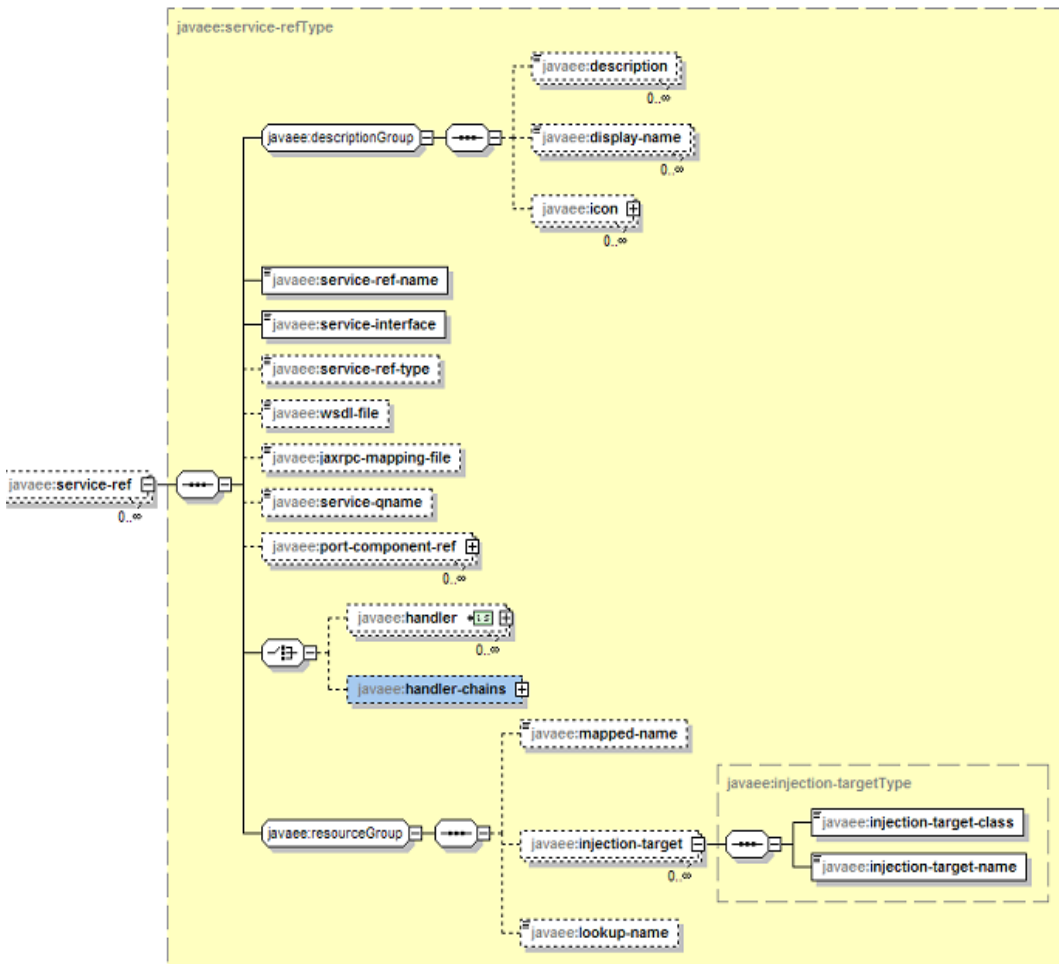 javaee:service-refType
javaee:description
0..∞
javaee:descriptionGroup
javaee:display-name
0..∞
javaee:icon
0..∞
javaee:service-ref-name
javaee:service-interface
javaee:service-ref-type
javaee:wsdl-file
javaee:jaxrpc-mapping-file
javaee:service-ref
0..∞
javaee:service-qname
javaee:port-component-ref
0..∞
javaee:handler
0..∞
javaee:handler-chains
javaee:mapped-name
javaee:injection-targetType
javaee:injection-target-class
javaee:resourceGroup
javaee:injection-target
0..∞
javaee:injection-target-name
javaee:lookup-name